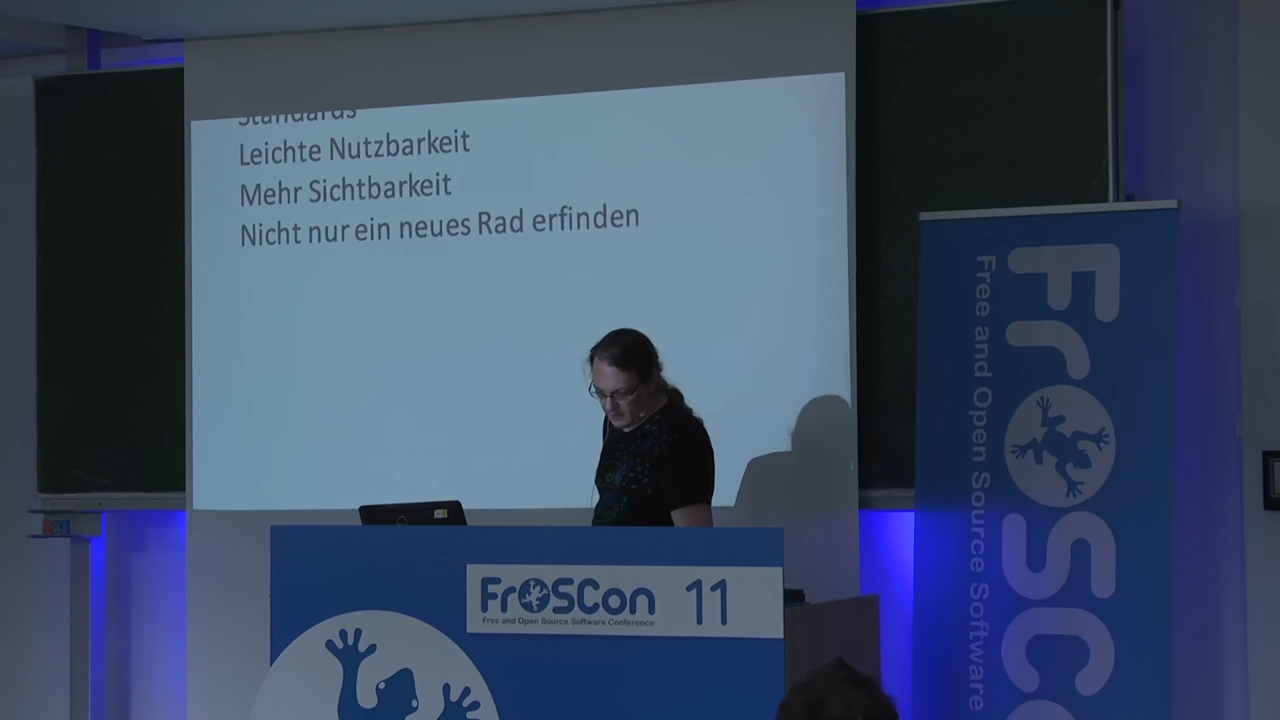 Standards
Leichte Nutzbarkeit
Mehr Sichtbarkeit
Nicht nur ein neues Rad erfinden
FrOSCon 11
Free and Open Source Software Conference
FrOSCo
Free and Open Source Software